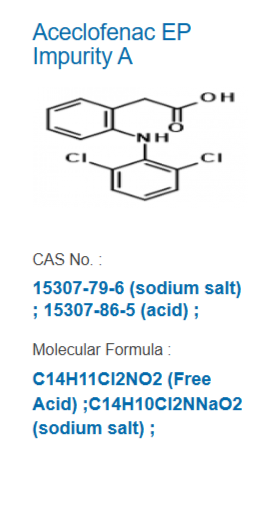 Aceclofenac EP
Impurity A
OH
O
NH
Cl
Cl
CAS No. :
15307-79-6 (sodium salt)
; 15307-86-5 (acid) ;
Molecular Formula :
C14H11Cl2NO2 (Free
Acid) ;C14H10Cl2NNaO2
(sodium salt) ;